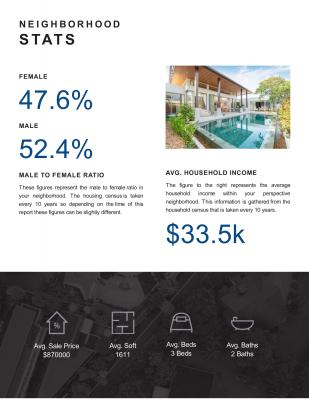 NEIGHBORHOOD
STATS
FEMALE
47.6%
MALE
52.4%
MALE TO FEMALE RATIO
These figures represent the male to female ratio in
your neighborhood. The housing census is taken
every 10 years so depending on the time of this
report these figures can be slightly different.
AVG. HOUSEHOLD INCOME
The figure to the right represents the average
household income within your perspective
neighborhood. This information is gathered from the
household census that is taken every 10 years.
$33.5k
%
Avg. Sale Price
$870000
Avg. Soft
1611
Avg. Beds
3 Beds
Avg. Baths
2 Baths